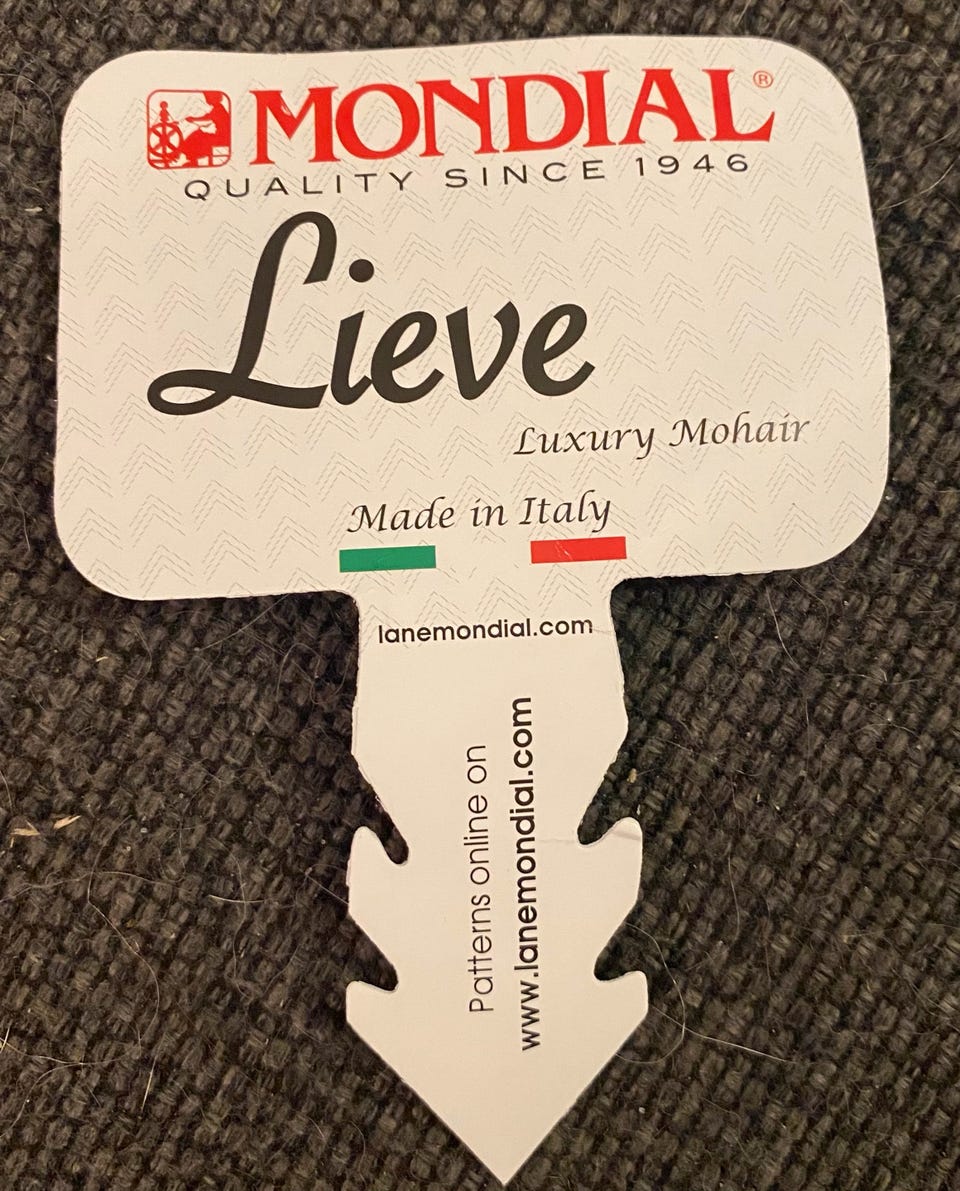 MONDIAL®
QUALITY SINCE 1946
Lieve
Luxury Mohair
Made in Italy
lanemondial.com
Patterns online on
www.lanemondial.com